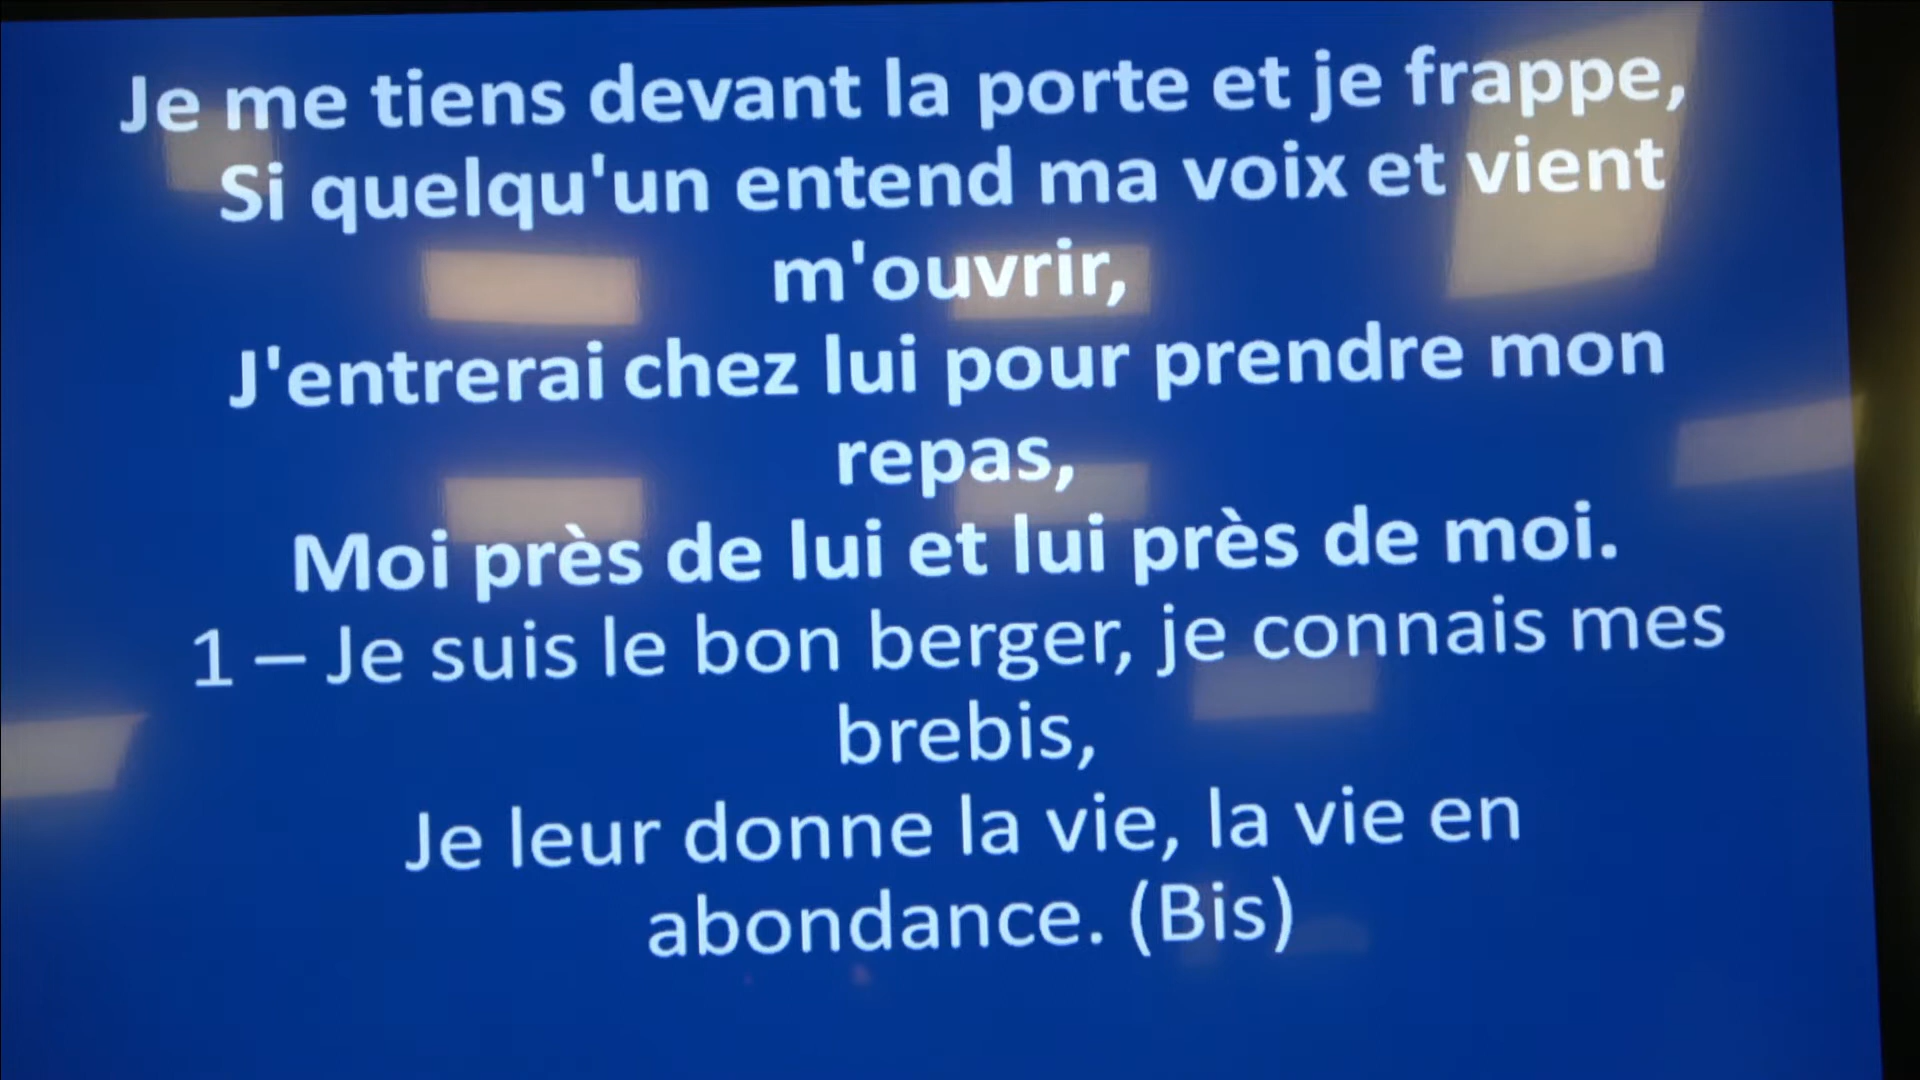 Je me tiens devant la porte et je frappe,
Si quelqu'un entend ma voix et vient
m'ouvrir,
J'entrerai chez lui pour prendre mon
repas,
Moi près de lui et lui près de moi.
1 – Je suis le bon berger, je connais mes
brebis,
Je leur donne la vie, la vie en
abondance. (Bis)